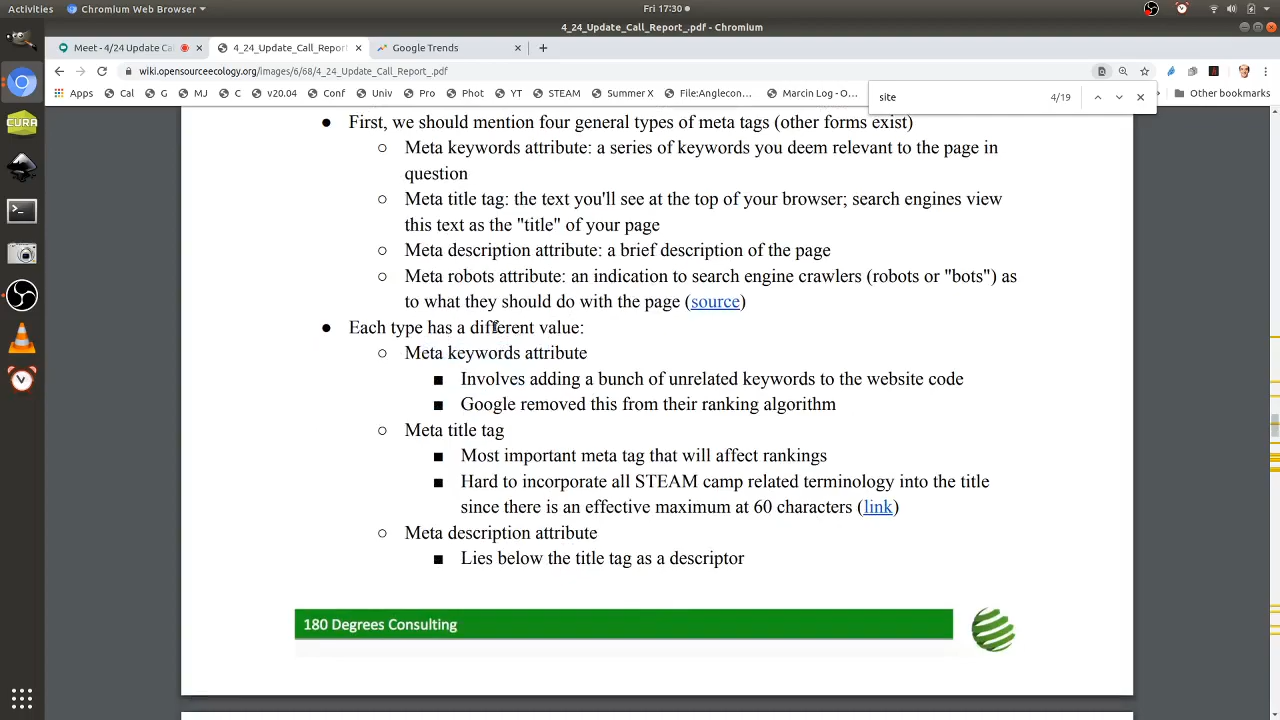 Activities
Chromium Web Browser
Fri 17:30
4_24_Update_Call_Report_.pdf - Chromium
Meet - 4/24 Update Cal
4_24_Update_Call_Report
Google Trends
wiki.opensourceecology.org/images/6/68/4_24_Update_Call_Report_.pdf
Apps Cal G MJ C v20.04 Conf Univ Pro Phot YT STEAM Summer X File:Anglecon... Marcin Log - O... Other bookmarks
site 4/19
CURA
● First, we should mention four general types of meta tags (other forms exist)
○ Meta keywords attribute: a series of keywords you deem relevant to the page in
question
○ Meta title tag: the text you'll see at the top of your browser; search engines view
this text as the "title" of your page
○ Meta description attribute: a brief description of the page
○ Meta robots attribute: an indication to search engine crawlers (robots or "bots") as
to what they should do with the page (source)
● Each type has a different value:
○ Meta keywords attribute
■ Involves adding a bunch of unrelated keywords to the website code
■ Google removed this from their ranking algorithm
○ Meta title tag
■ Most important meta tag that will affect rankings
■ Hard to incorporate all STEAM camp related terminology into the title
since there is an effective maximum at 60 characters (link)
○ Meta description attribute
■ Lies below the title tag as a descriptor
180 Degrees Consulting